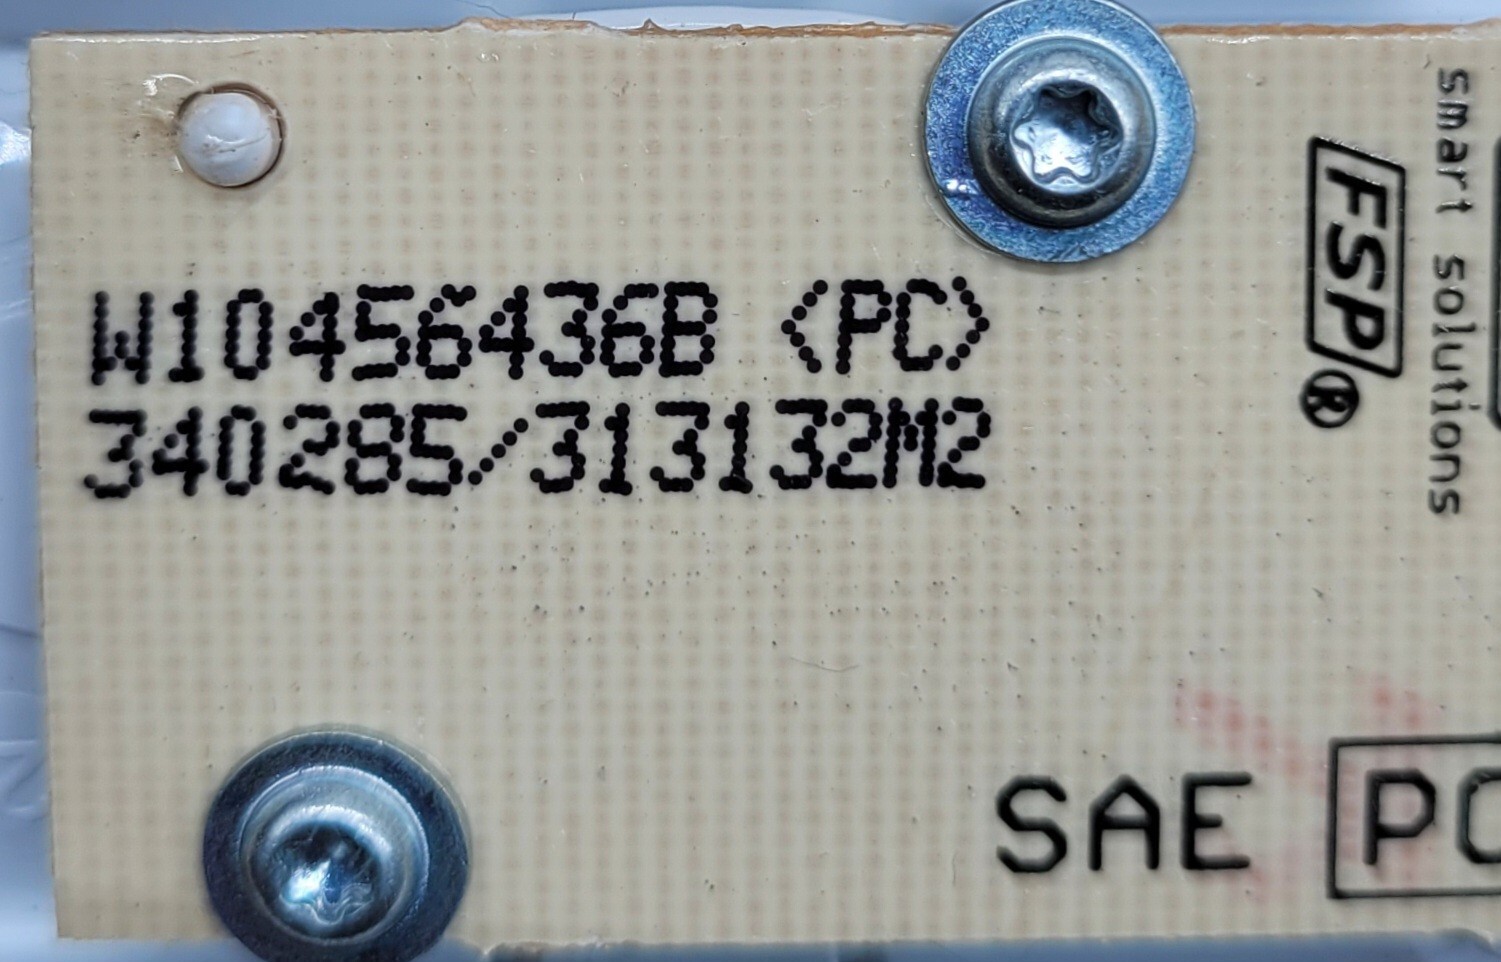 W10456436B <PC>
340285/313132M2
FSP®
smart solutions
SAE